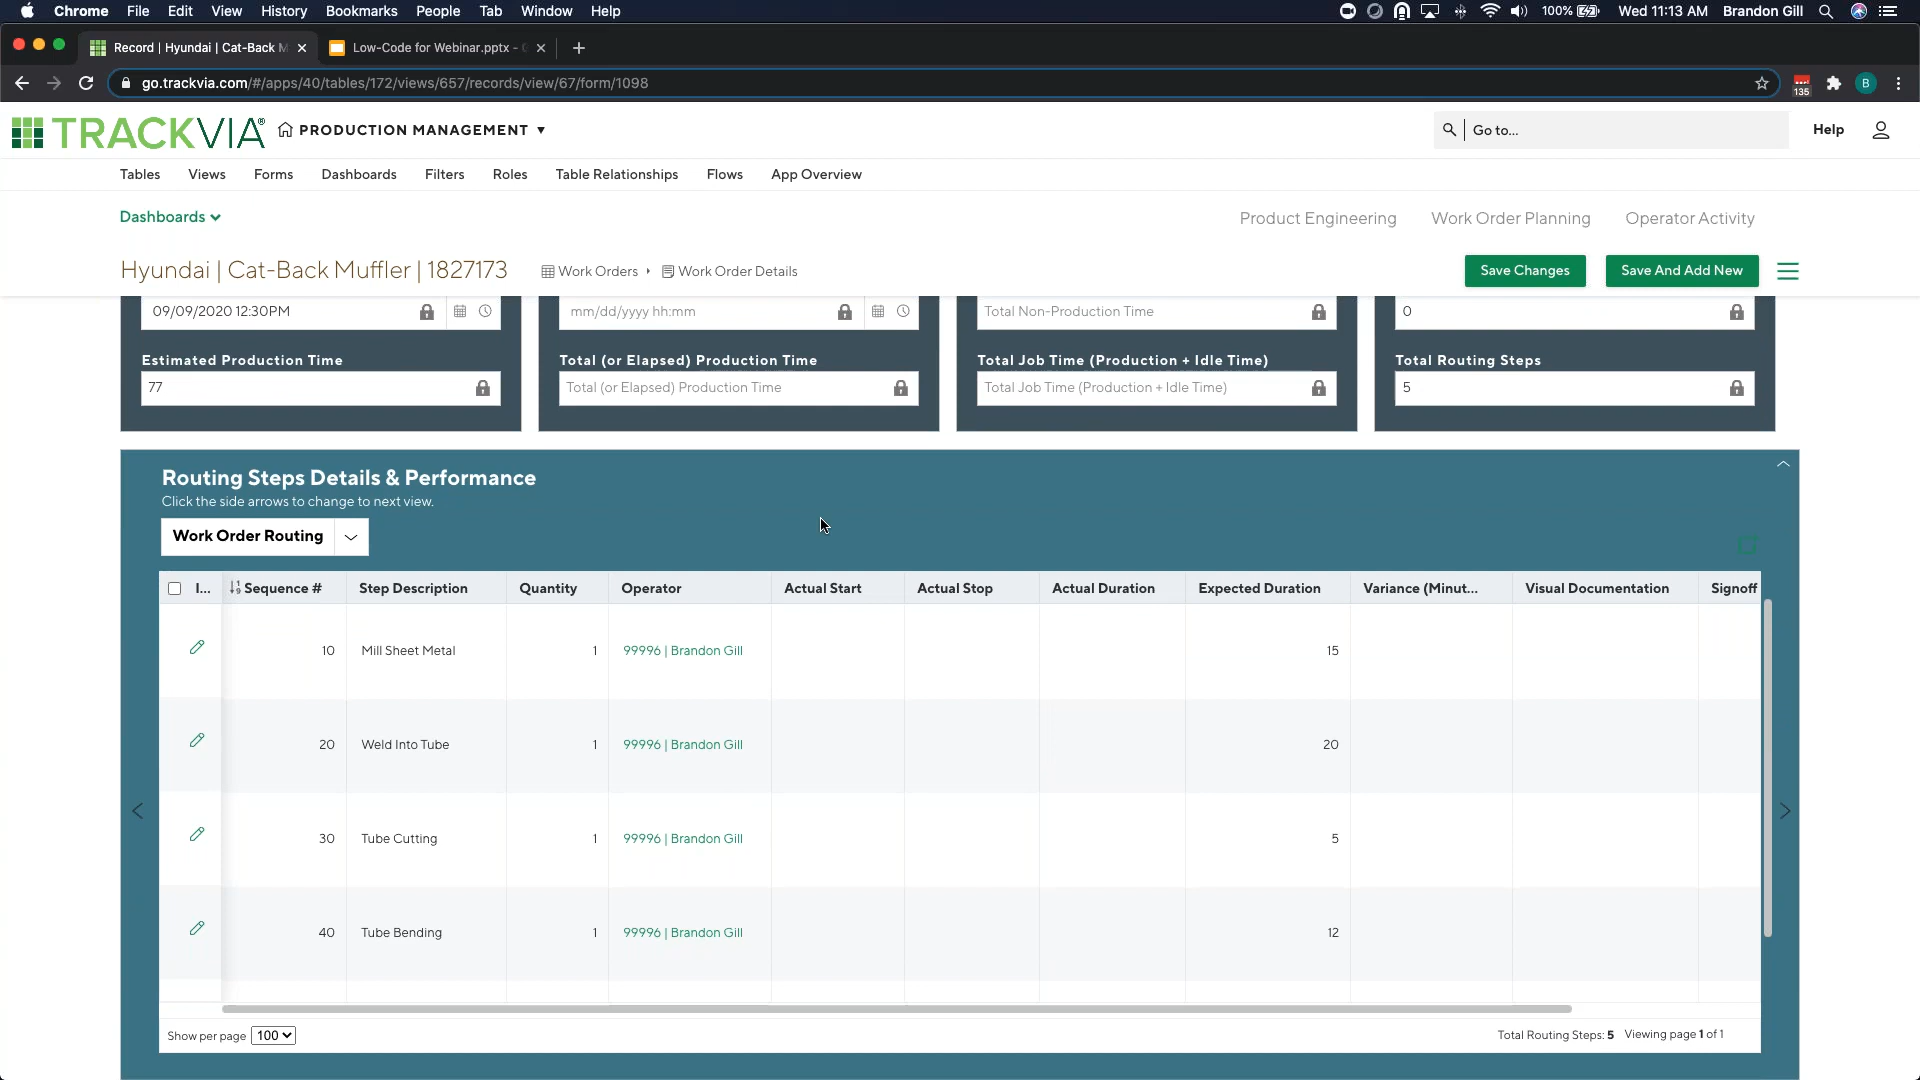 Chrome File Edit View History Bookmarks People Tab Window Help 100% Wed 11:13 AM Brandon Gill
Record | Hyundai | Cat-Back M Low-Code for Webinar.pptx -
go.trackvia.com/#/apps/40/tables/172/views/657/records/view/67/form/1098 135 B
TRACKVIA® PRODUCTION MANAGEMENT Go to... Help
Tables Views Forms Dashboards Filters Roles Table Relationships Flows App Overview
Dashboards Product Engineering Work Order Planning Operator Activity
Hyundai | Cat-Back Muffler | 1827173 Work Orders Work Order Details Save Changes Save And Add New
09/09/2020 12:30PM mm/dd/yyyy hh:mm Total Non-Production Time 0
Estimated Production Time Total (or Elapsed) Production Time Total Job Time (Production + Idle Time) Total Routing Steps
77 Total (or Elapsed) Production Time Total Job Time (Production + Idle Time) 5
Routing Steps Details & Performance
Click the side arrows to change to next view.
Work Order Routing
I... Sequence # Step Description Quantity Operator Actual Start Actual Stop Actual Duration Expected Duration Variance (Minut... Visual Documentation Signoff
10 Mill Sheet Metal 1 99996 | Brandon Gill 15
20 Weld Into Tube 1 99996 | Brandon Gill 20
30 Tube Cutting 1 99996 | Brandon Gill 5
40 Tube Bending 1 99996 | Brandon Gill 12
Show per page 100 Total Routing Steps: 5 Viewing page 1 of 1